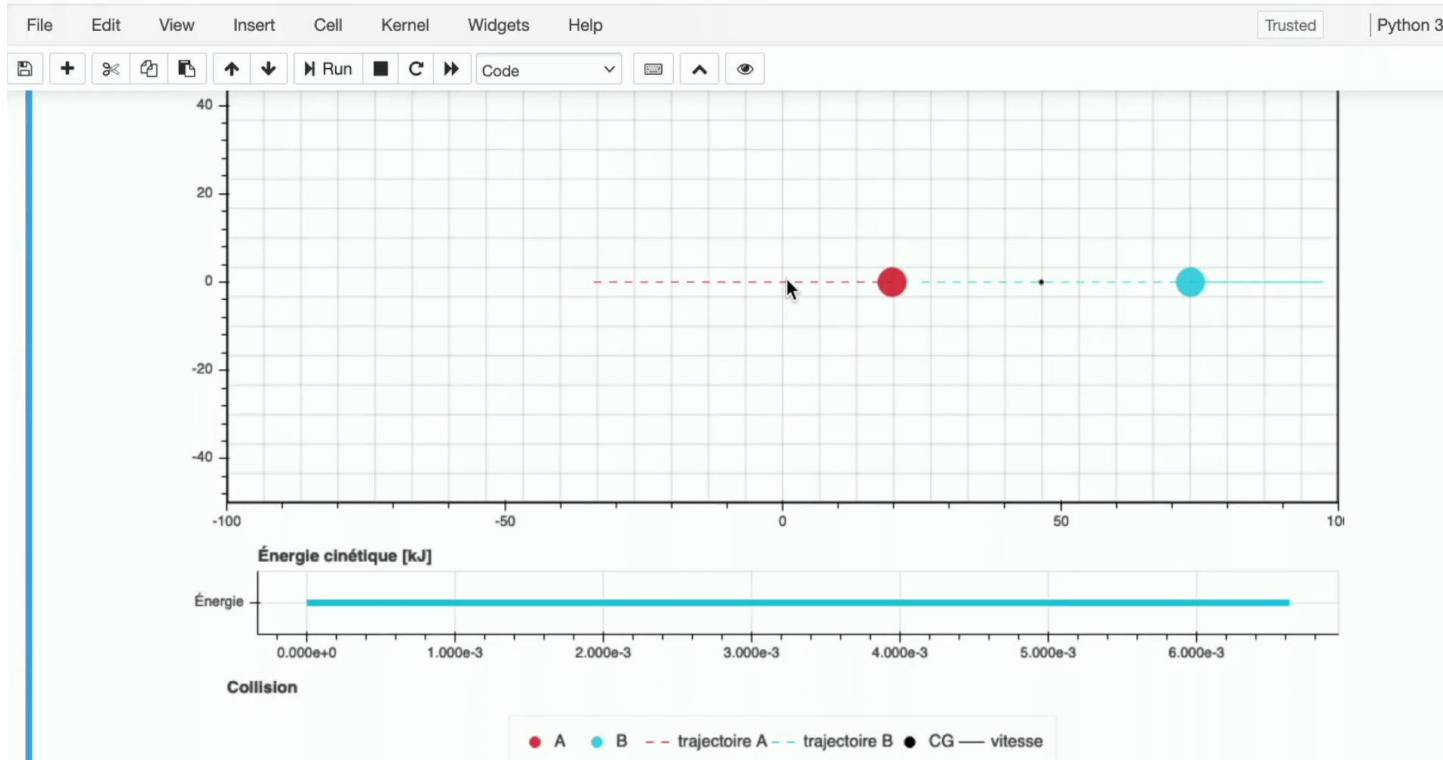 File Edit View Insert Cell Kernel Widgets Help Trusted Python 3
Run Code
40
20
0
-20
-40
-100 -50 0 50 10
Énergie cinétique [kJ]
Énergie
0.000e+0 1.000e-3 2.000e-3 3.000e-3 4.000e-3 5.000e-3 6.000e-3
Collision
A B trajectoire A trajectoire B CG vitesse